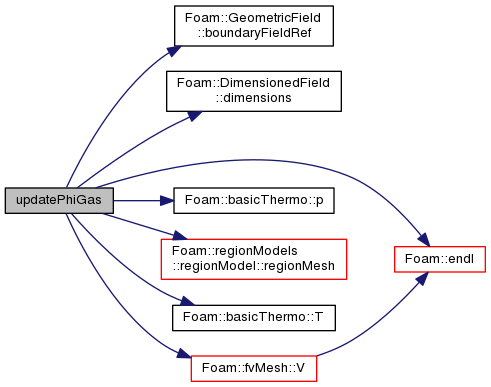 Foam::GeometricField
::boundaryFieldRef
Foam::DimensionedField
::dimensions
updatePhiGas
Foam::basicThermo::p
Foam::regionModels
::regionModel::regionMesh
Foam::endl
Foam::basicThermo::T
Foam::fvMesh::V